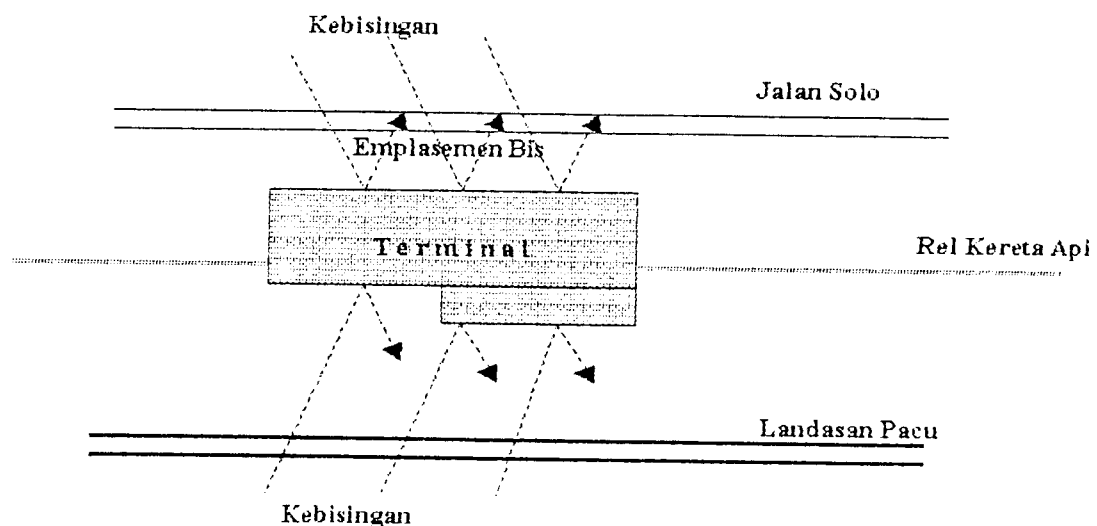 Kebisingan
Jalan Solo
Emplasemen Bis
Terminal
Rel Kereta Api
Landasan Pacu
Kebisingan